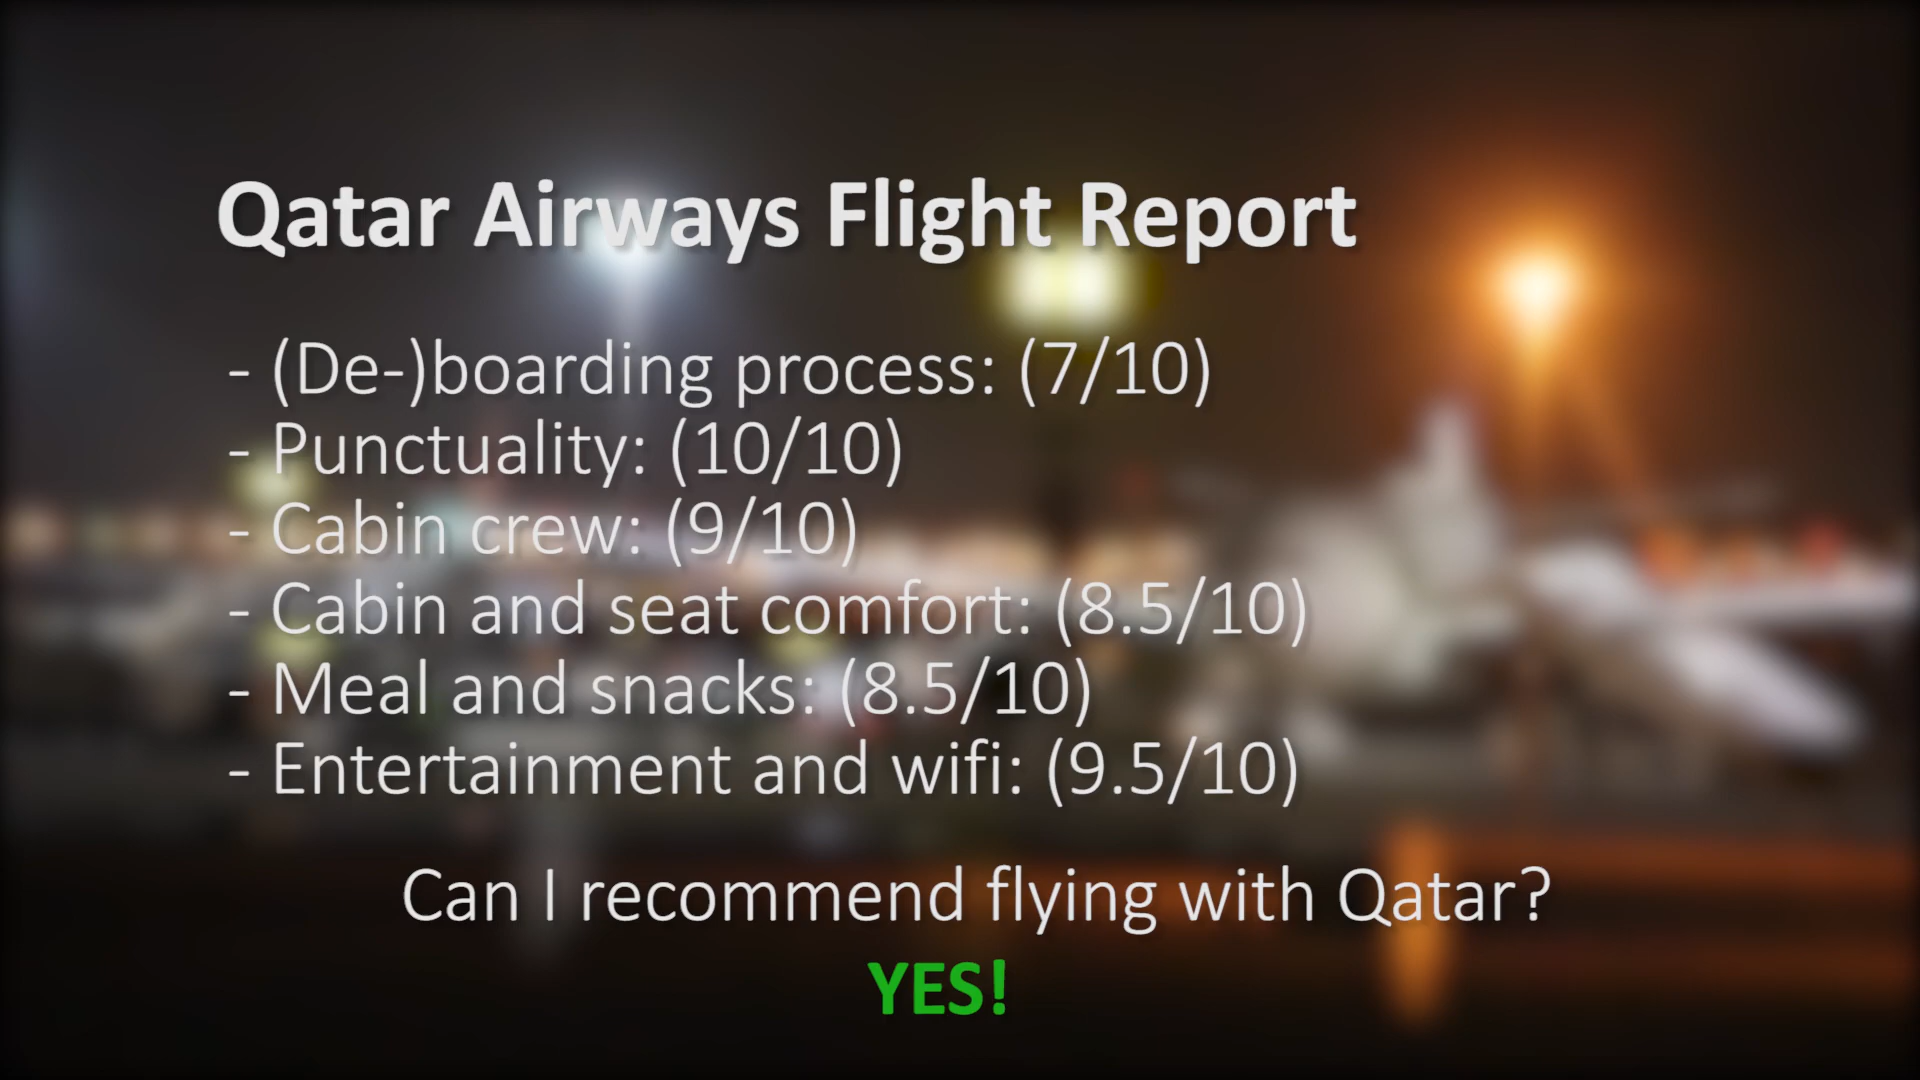 Qatar Airways Flight Report
- (De-)boarding process: (7/10)
- Punctuality: (10/10)
- Cabin crew: (9/10)
- Cabin and seat comfort: (8.5/10)
- Meal and snacks: (8.5/10)
- Entertainment and wifi: (9.5/10)
Can I recommend flying with Qatar?
YES!